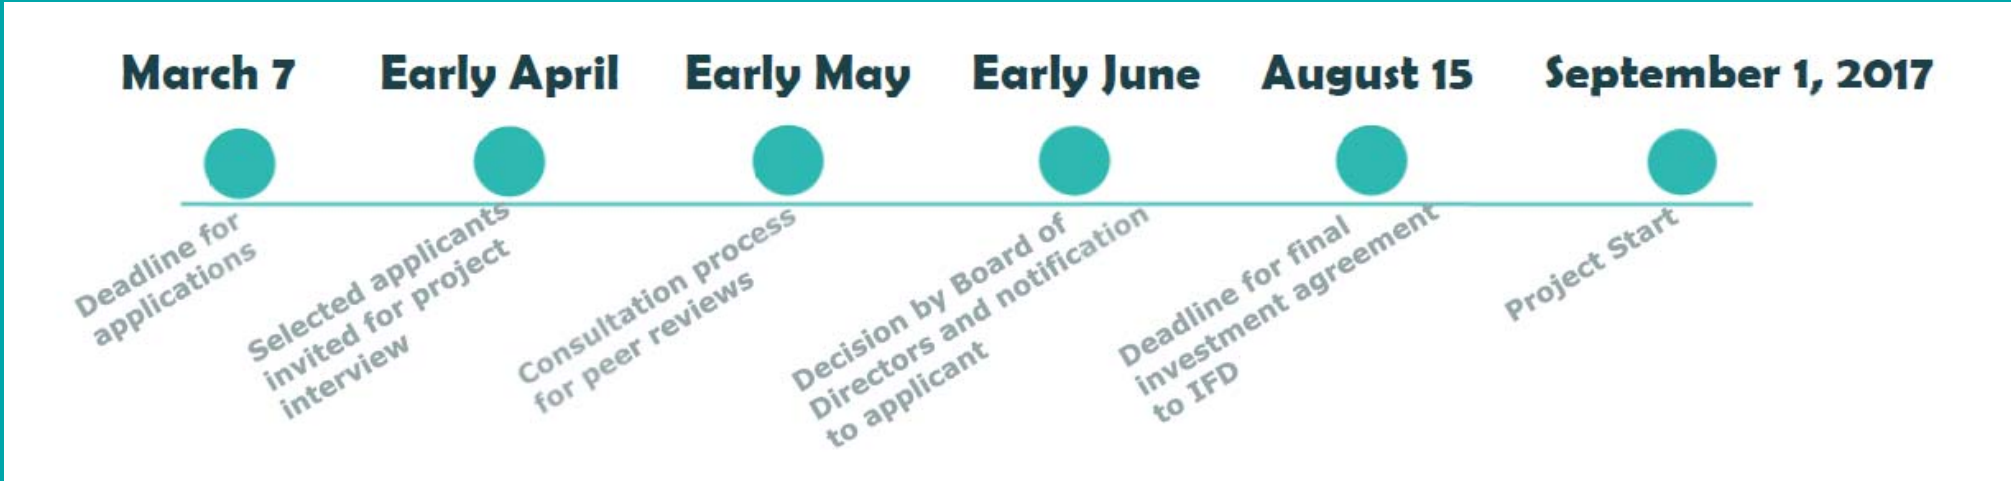 March 7
Early April
Early May
Early June
August 15
September 1, 2017
Deadline for
applications
Selected applicants
invited for project
interview
Consultation process
for peer reviews
Decision by Board of
Directors and notification
to applicant
Deadline for final
investment agreement
to IFD
Project Start